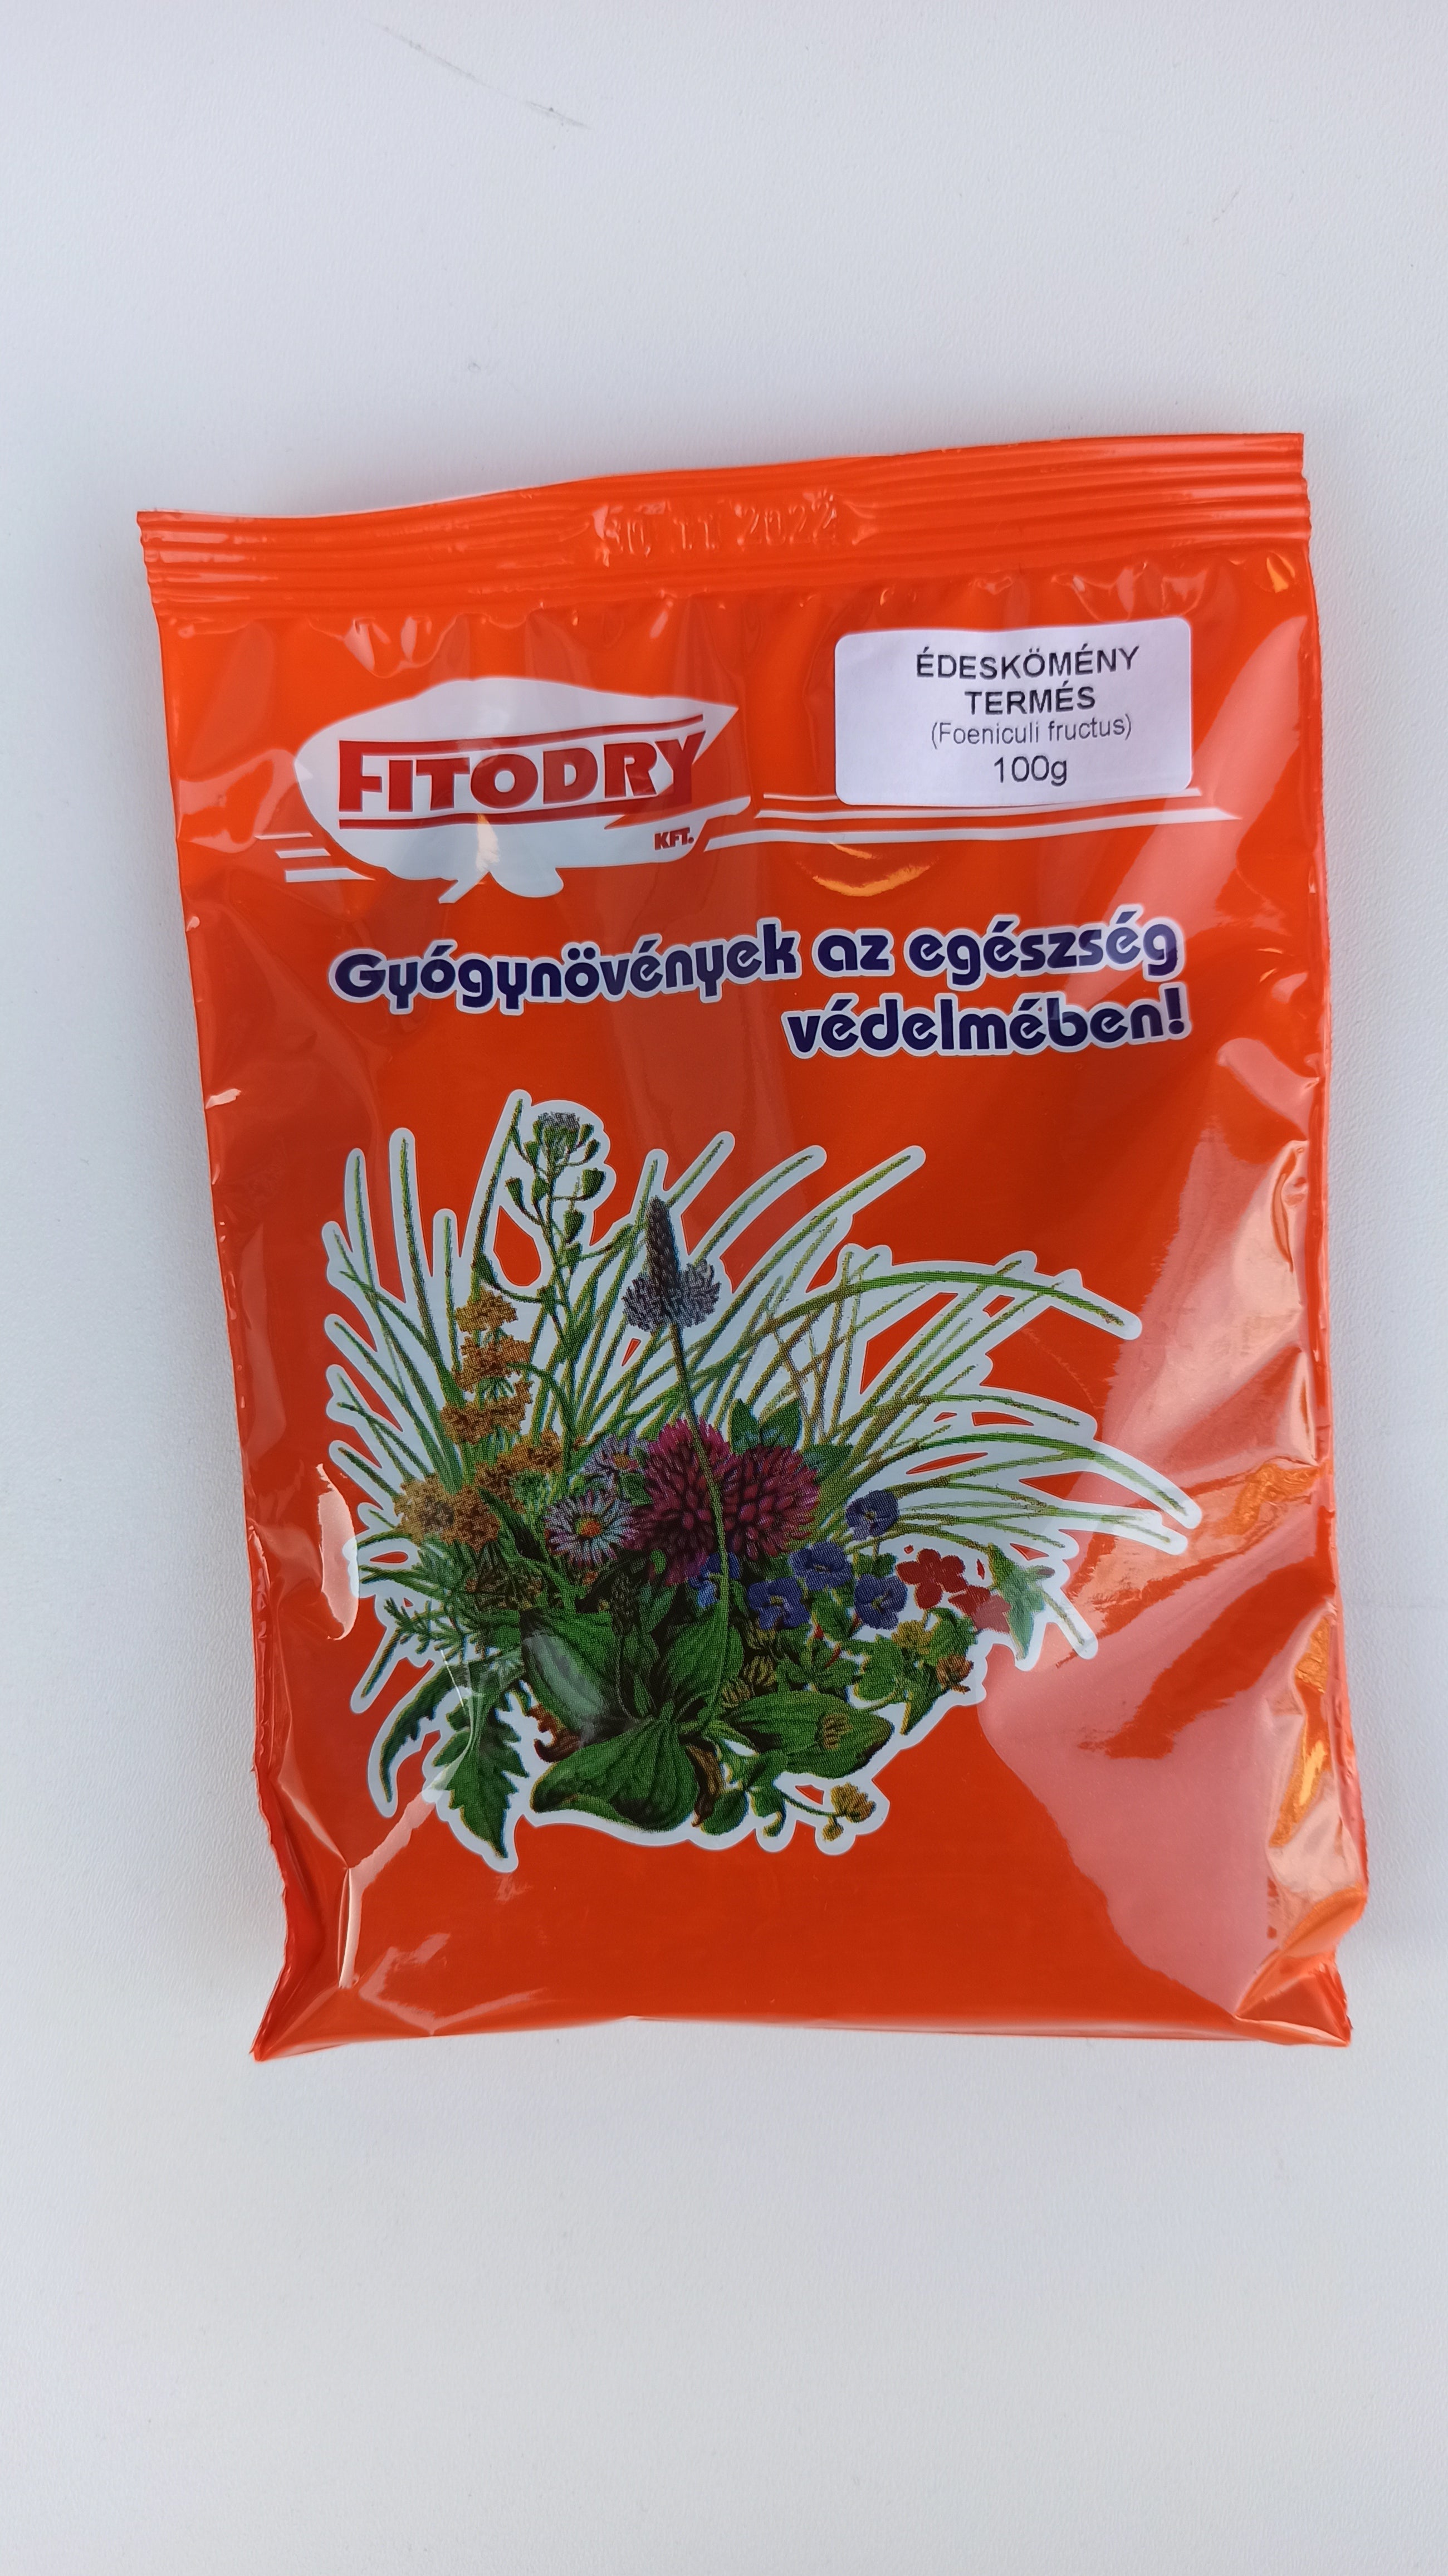 30 11 2022
ÉDESKÖMÉNY
TERMÉS
(Foeniculi fructus)
100g
FITODRY
KFT.
Gyógynövények az egészség
védelmében!